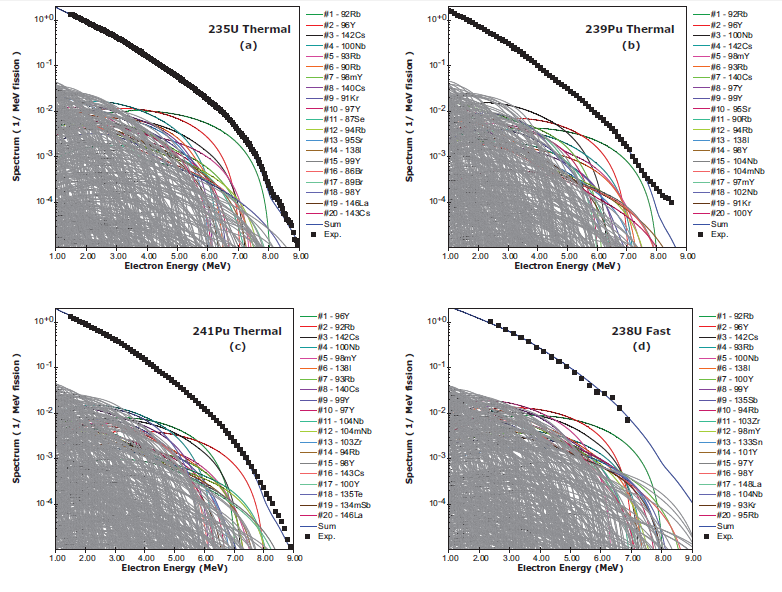 235U Thermal
(a)
Spectrum ( 1/ MeV fission )
10+0
10-1
10-2
10-3
10-4
1.00 2.00 3.00 4.00 5.00 6.00 7.00 8.00 9.00
Electron Energy (MeV)
#1 - 92Rb
#2 - 96Y
#3 - 142Cs
#4 - 100Nb
#5 - 93Rb
#6 - 90Rb
#7 - 98mY
#8 - 140Cs
#9 - 91Kr
#10 - 97Y
#11 - 87Se
#12 - 94Rb
#13 - 95Sr
#14 - 138I
#15 - 99Y
#16 - 86Br
#17 - 89Br
#18 - 98Y
#19 - 146La
#20 - 143Cs
Sum
Exp.
239Pu Thermal
(b)
Spectrum ( 1/ MeV fission )
10+0
10-1
10-2
10-3
10-4
1.00 2.00 3.00 4.00 5.00 6.00 7.00 8.00 9.00
Electron Energy (MeV)
#1 - 92Rb
#2 - 96Y
#3 - 100Nb
#4 - 142Cs
#5 - 98mY
#6 - 93Rb
#7 - 140Cs
#8 - 97Y
#9 - 99Y
#10 - 95Sr
#11 - 90Rb
#12 - 94Rb
#13 - 138I
#14 - 98Y
#15 - 104Nb
#16 - 104mNb
#17 - 97mY
#18 - 102Nb
#19 - 91Kr
#20 - 100Y
Sum
Exp.
241Pu Thermal
(c)
Spectrum ( 1/ MeV fission )
10+0
10-1
10-2
10-3
10-4
1.00 2.00 3.00 4.00 5.00 6.00 7.00 8.00 9.00
Electron Energy (MeV)
#1 - 96Y
#2 - 92Rb
#3 - 142Cs
#4 - 100Nb
#5 - 98mY
#6 - 138I
#7 - 93Rb
#8 - 140Cs
#9 - 99Y
#10 - 97Y
#11 - 104Nb
#12 - 104mNb
#13 - 103Zr
#14 - 94Rb
#15 - 98Y
#16 - 143Cs
#17 - 100Y
#18 - 135Te
#19 - 134mSb
#20 - 146La
Sum
Exp.
238U Fast
(d)
Spectrum ( 1/ MeV fission )
10+0
10-1
10-2
10-3
10-4
1.00 2.00 3.00 4.00 5.00 6.00 7.00 8.00 9.00
Electron Energy (MeV)
#1 - 92Rb
#2 - 96Y
#3 - 142Cs
#4 - 93Rb
#5 - 100Nb
#6 - 138I
#7 - 100Y
#8 - 99Y
#9 - 135Sb
#10 - 94Rb
#11 - 103Zr
#12 - 98mY
#13 - 133Sn
#14 - 101Y
#15 - 97Y
#16 - 98Y
#17 - 148La
#18 - 104Nb
#19 - 93Kr
#20 - 95Rb
Sum
Exp.